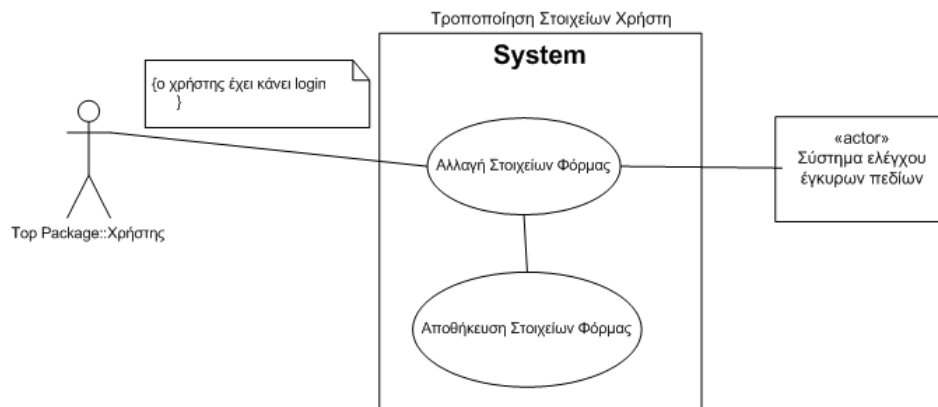 Τροποποίηση Στοιχείων Χρήστη
System
{ο χρήστης έχει κάνει login
}
Top Package::Χρήστης
Αλλαγή Στοιχείων Φόρμας
«actor»
Σύστημα ελέγχου
έγκυρων πεδίων
Αποθήκευση Στοιχείων Φόρμας